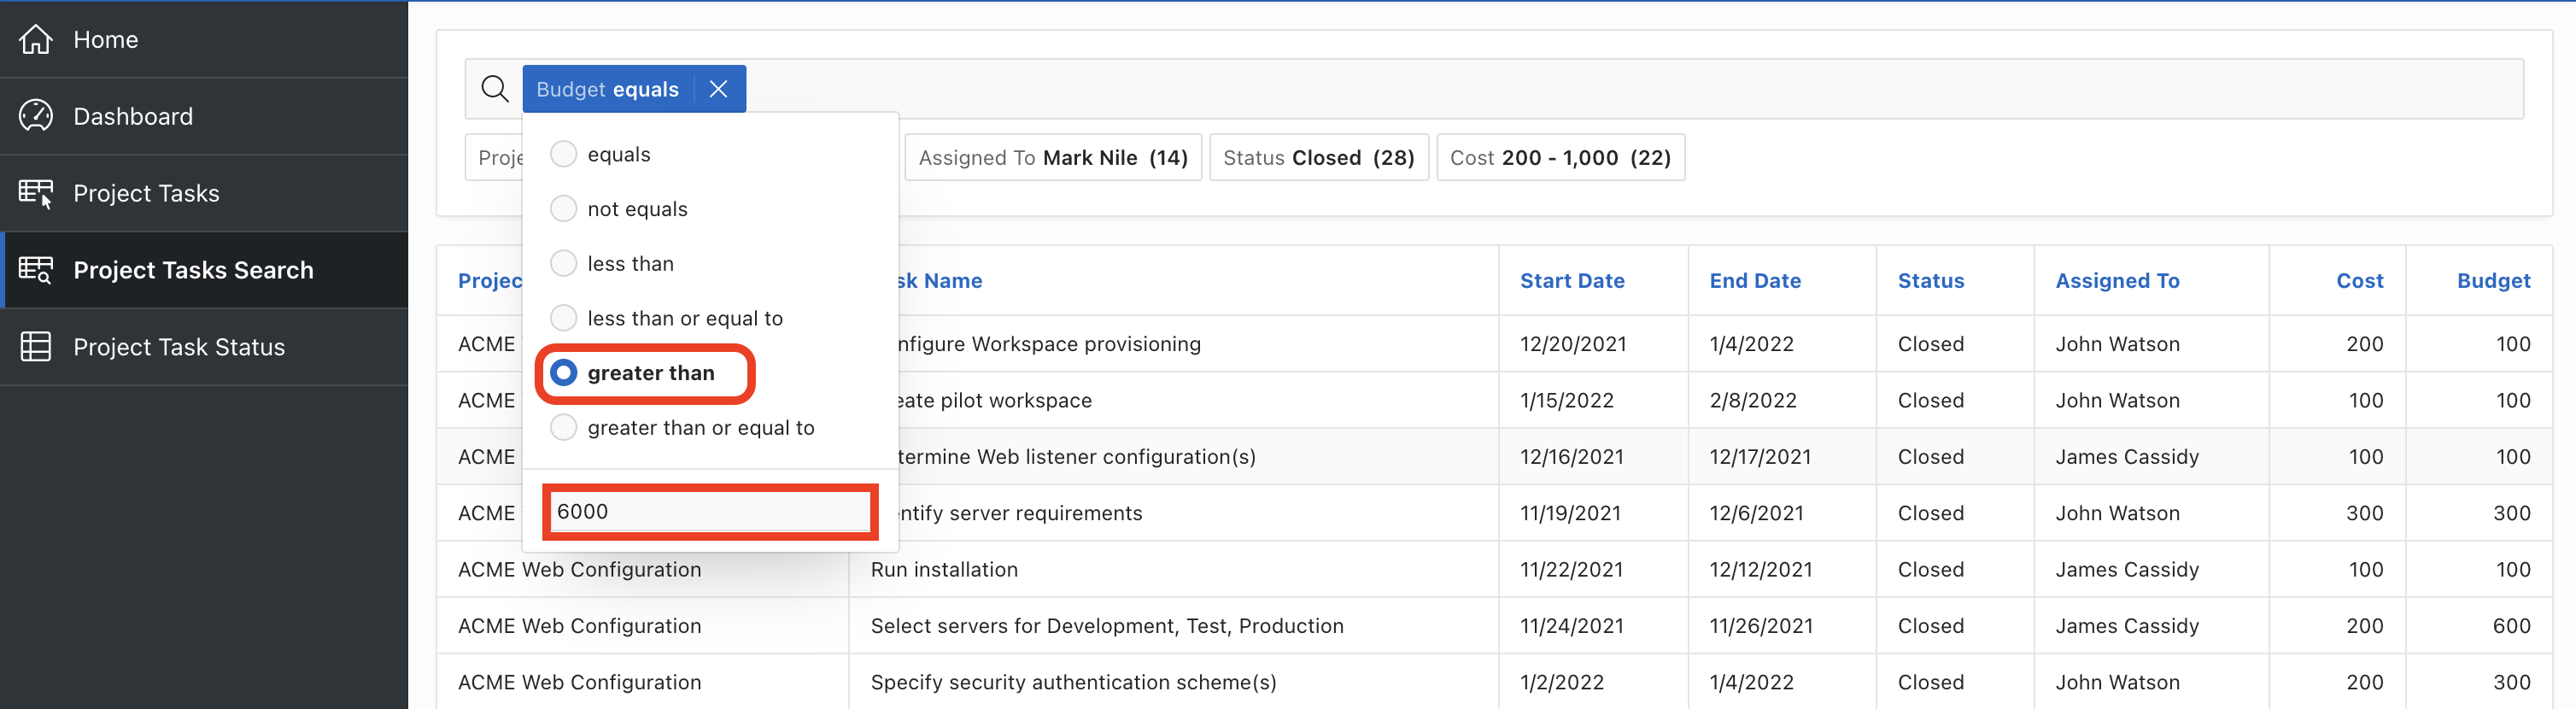 Home
Dashboard
Project Tasks
Project Tasks Search
Project Task Status
Budget equals
equals
not equals
less than
less than or equal to
greater than
greater than or equal to
6000
Assigned To Mark Nile (14) Status Closed (28) Cost 200 - 1,000 (22)
Name Start Date End Date Status Assigned To Cost Budget
ACME Workspace provisioning 12/20/2021 1/4/2022 Closed John Watson 200 100
ACME pilot workspace 1/15/2022 2/8/2022 Closed John Watson 100 100
ACME Web listener configuration(s) 12/16/2021 12/17/2021 Closed James Cassidy 100 100
ACME server requirements 11/19/2021 12/6/2021 Closed John Watson 300 300
ACME Web Configuration Run installation 11/22/2021 12/12/2021 Closed James Cassidy 100 100
ACME Web Configuration Select servers for Development, Test, Production 11/24/2021 11/26/2021 Closed James Cassidy 200 600
ACME Web Configuration Specify security authentication scheme(s) 1/2/2022 1/4/2022 Closed John Watson 200 300